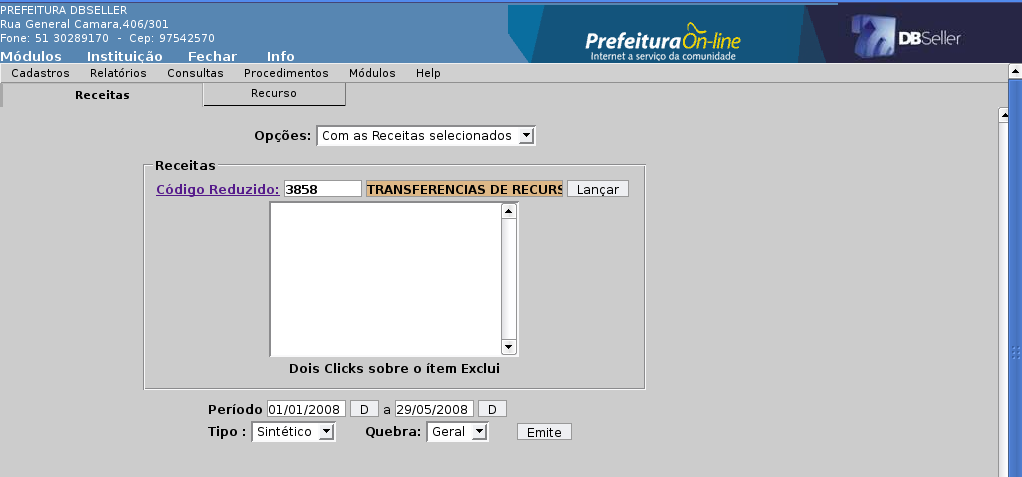 PREFEITURA DBSELLER
Rua General Camara,406/301
Fone: 51 30289170 - Cep: 97542570
Módulos Instituição Fechar Info
Prefeitura On-line
Internet a serviço da comunidade
DBSeller
Cadastros Relatórios Consultas Procedimentos Módulos Help
Receitas Recurso
Opções: Com as Receitas selecionados
Receitas
Código Reduzido: 3858 TRANSFERENCIAS DE RECURS Lançar
Dois Clicks sobre o ítem Exclui
Período 01/01/2008 D a 29/05/2008 D
Tipo : Sintético Quebra: Geral Emite